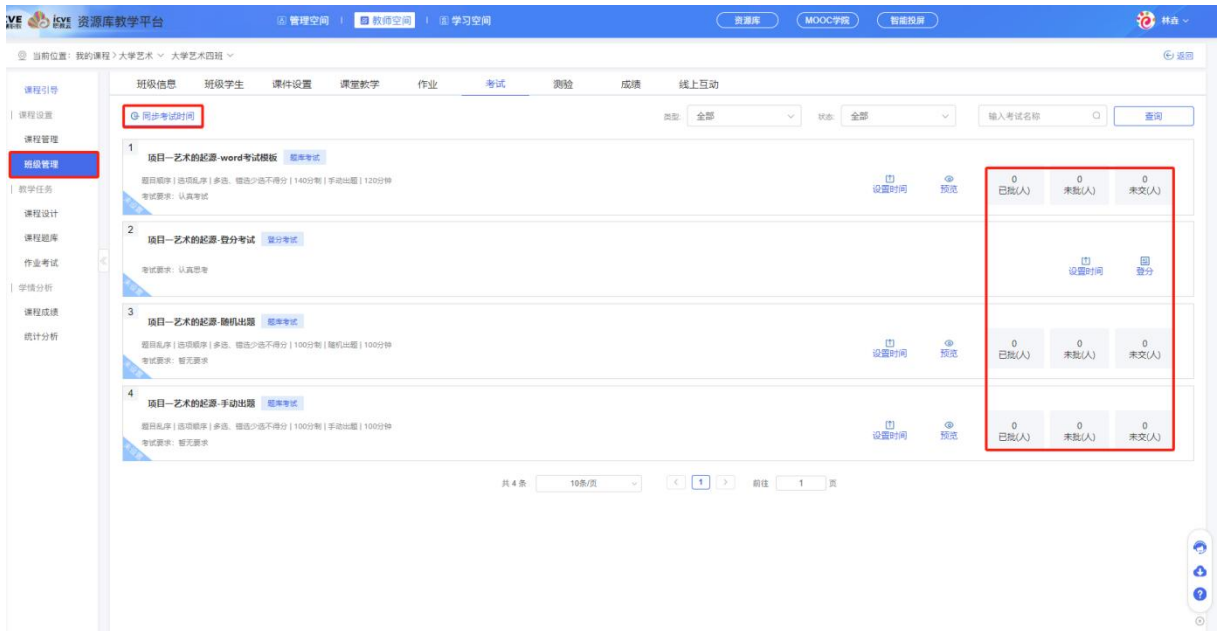 icve 资源库教学平台 管理空间 教师空间 学习空间 资源库 MOOC学院 智能投屏 林垚
当前位置：我的课程 > 大学艺术 大学艺术四班 返回
课程引导 班级信息 班级学生 课件设置 课堂教学 作业 考试 测验 成绩 线上互动
课程设置 同步考试时间 类型: 全部 状态: 全部 输入考试名称 查询
课程管理
班级管理
教学任务
课程设计
课程题库
作业考试
学情分析
课程成绩
统计分析
1
项目一艺术的起源-word考试模板 题库考试
题目顺序 | 选项乱序 | 多选、错选少选不得分 | 140分制 | 手动出题 | 120分钟
考试要求：认真考试
设置时间 预览 0 已批(人) 0 未批(人) 0 未交(人)
2
项目一艺术的起源-登分考试 登分考试
考试要求：认真思考
设置时间 登分
3
项目一艺术的起源-随机出题 题库考试
题目乱序 | 选项顺序 | 多选、错选少选不得分 | 100分制 | 随机出题 | 100分钟
考试要求：暂无要求
设置时间 预览 0 已批(人) 0 未批(人) 0 未交(人)
4
项目一艺术的起源-手动出题 题库考试
题目乱序 | 选项顺序 | 多选、错选少选不得分 | 100分制 | 手动出题 | 100分钟
考试要求：暂无要求
设置时间 预览 0 已批(人) 0 未批(人) 0 未交(人)
共 4 条 10条/页 1 前往 1 页